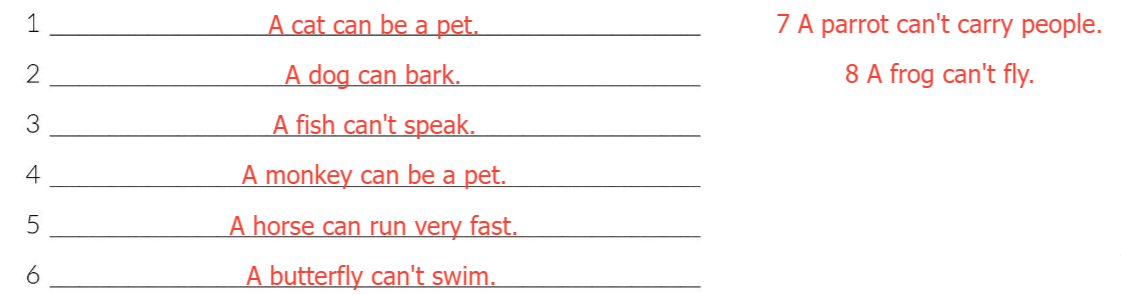 1 A cat can be a pet.
2 A dog can bark.
3 A fish can't speak.
4 A monkey can be a pet.
5 A horse can run very fast.
6 A butterfly can't swim.
7 A parrot can't carry people.
8 A frog can't fly.